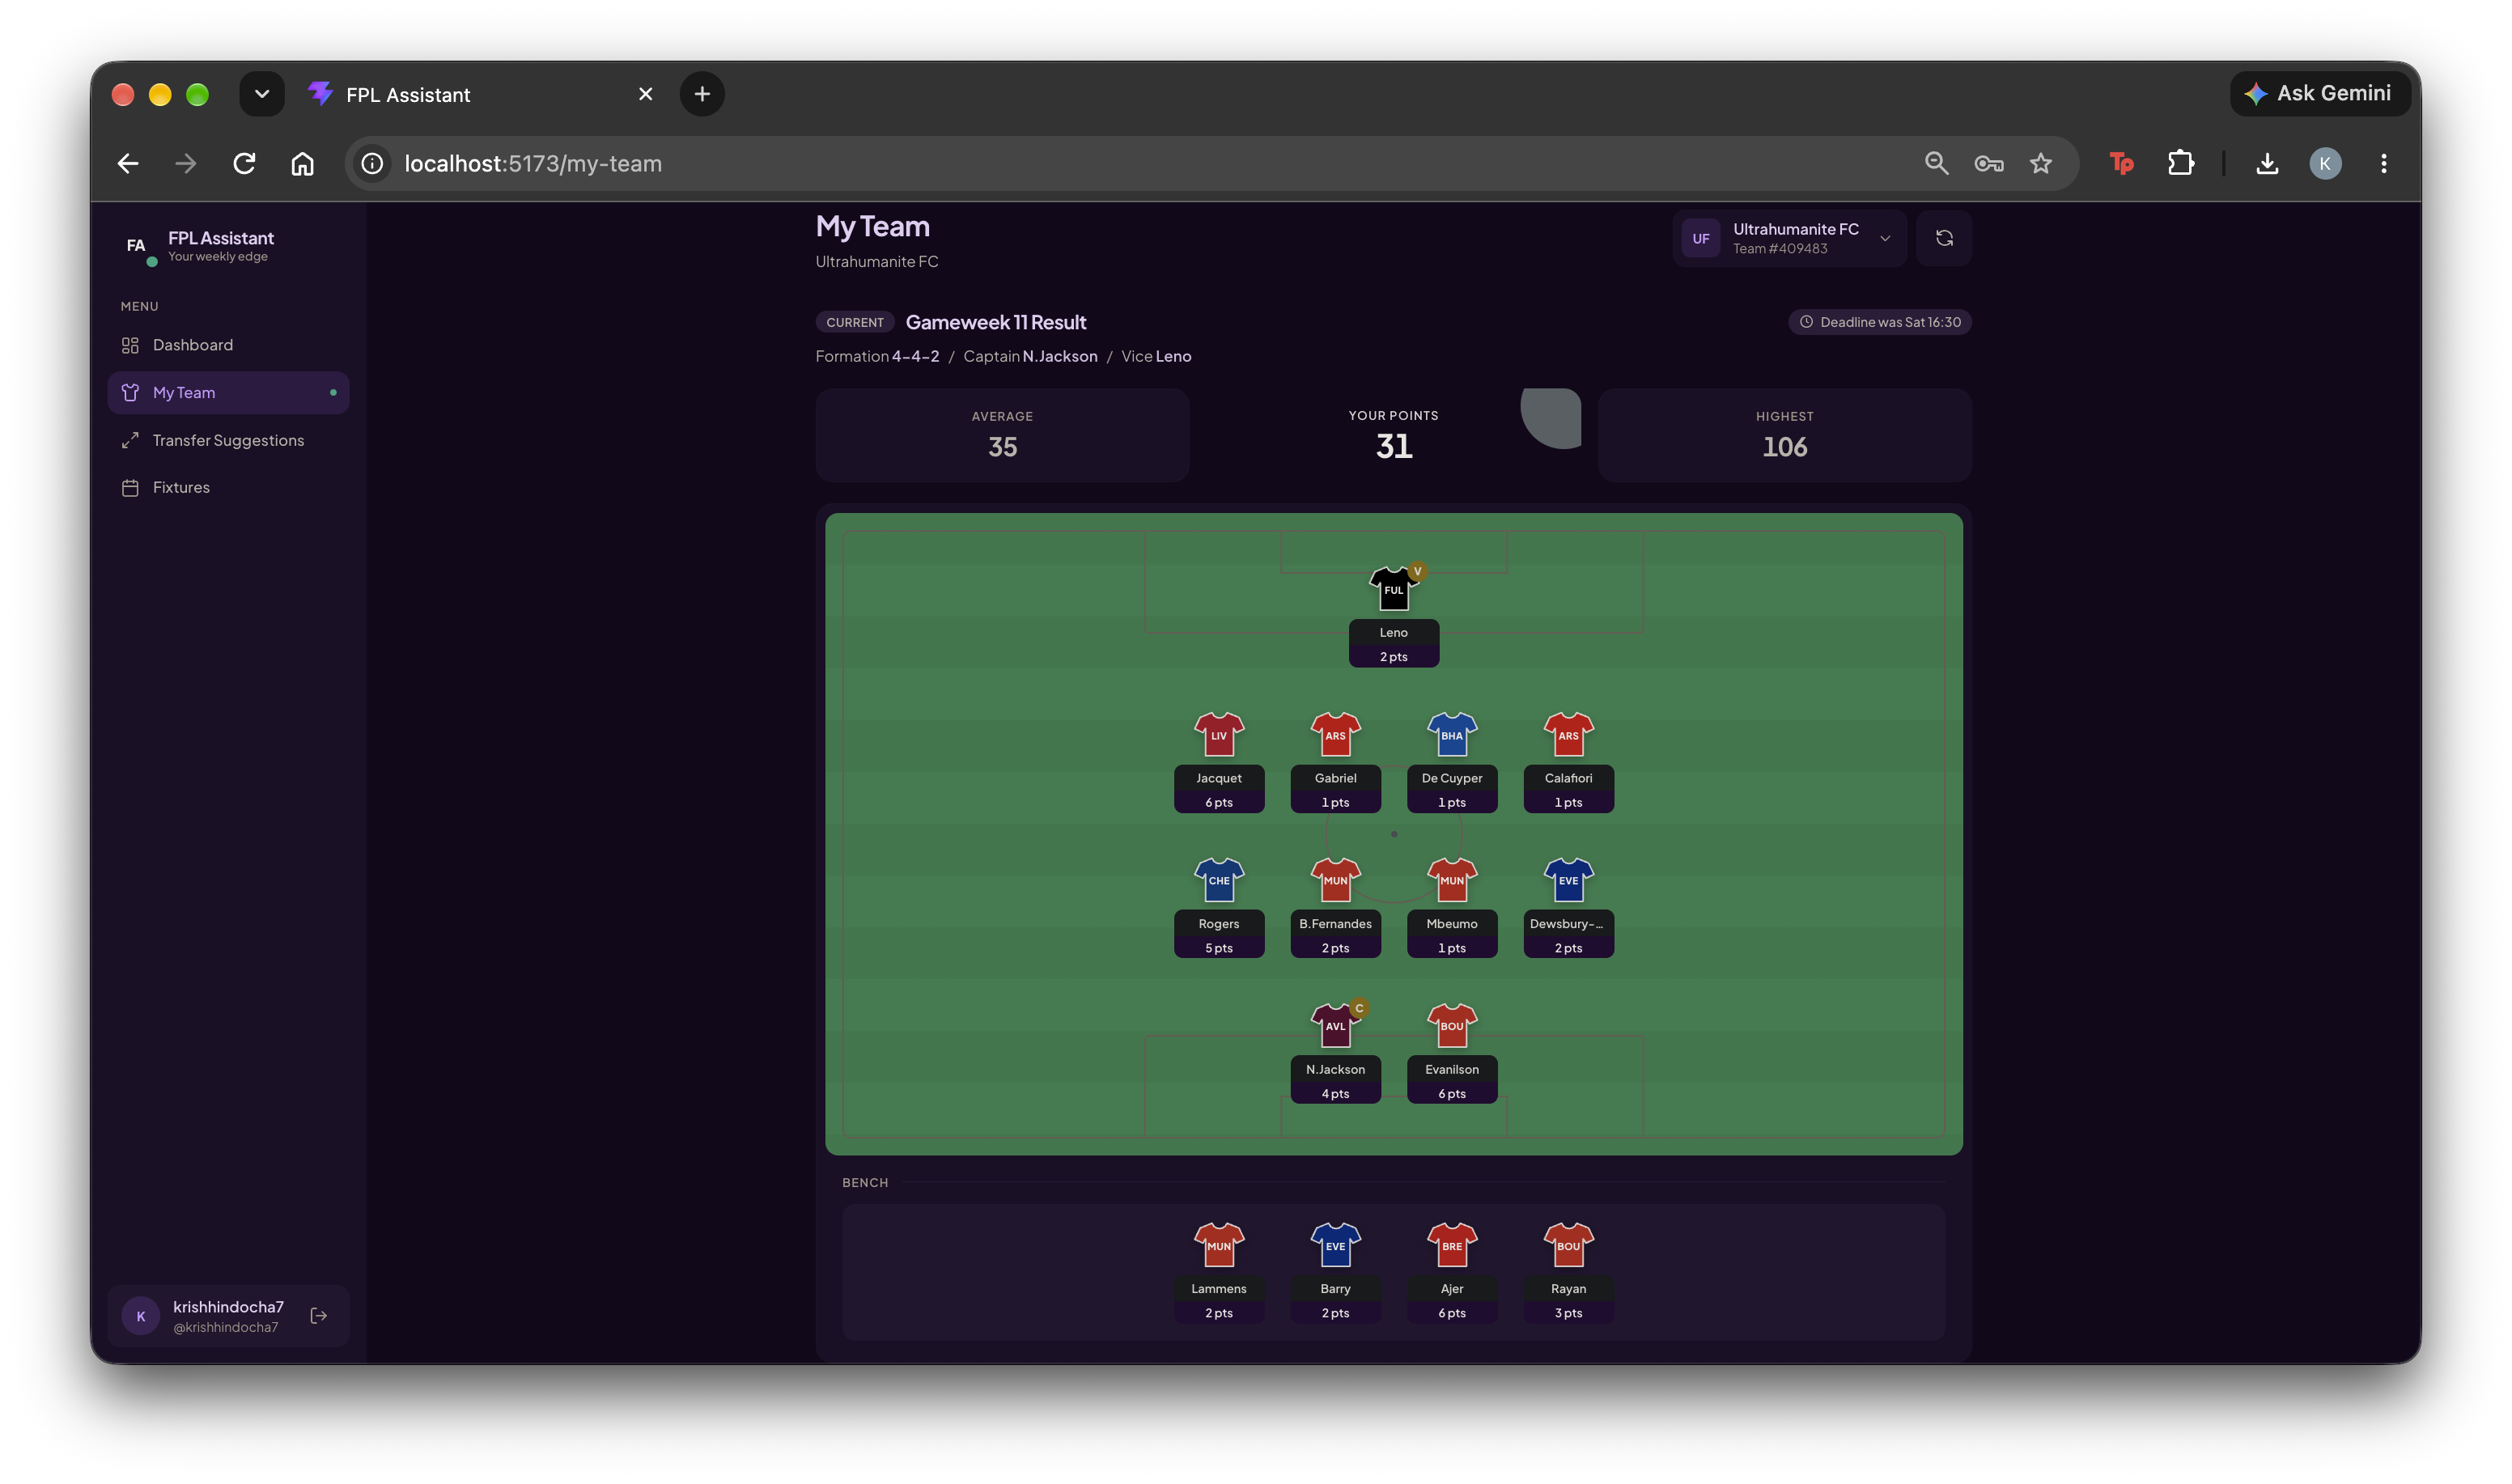 FPL Assistant
Ask Gemini
localhost:5173/my-team
Tp
K
FA
FPL Assistant
Your weekly edge
MENU
Dashboard
My Team
Transfer Suggestions
Fixtures
K
krishhindocha7
@krishhindocha7
My Team
Ultrahumanite FC
UF
Ultrahumanite FC
Team #409483
CURRENT
Gameweek 11 Result
Deadline was Sat 16:30
Formation 4-4-2 / Captain N.Jackson / Vice Leno
AVERAGE
35
YOUR POINTS
31
HIGHEST
106
V
FUL
Leno
2 pts
LIV
Jacquet
6 pts
ARS
Gabriel
1 pts
BHA
De Cuyper
1 pts
ARS
Calafiori
1 pts
CHE
Rogers
5 pts
MUN
B.Fernandes
2 pts
MUN
Mbeumo
1 pts
EVE
Dewsbury-...
2 pts
C
AVL
N.Jackson
4 pts
BOU
Evanilson
6 pts
BENCH
MUN
Lammens
2 pts
EVE
Barry
2 pts
BRE
Ajer
6 pts
BOU
Rayan
3 pts